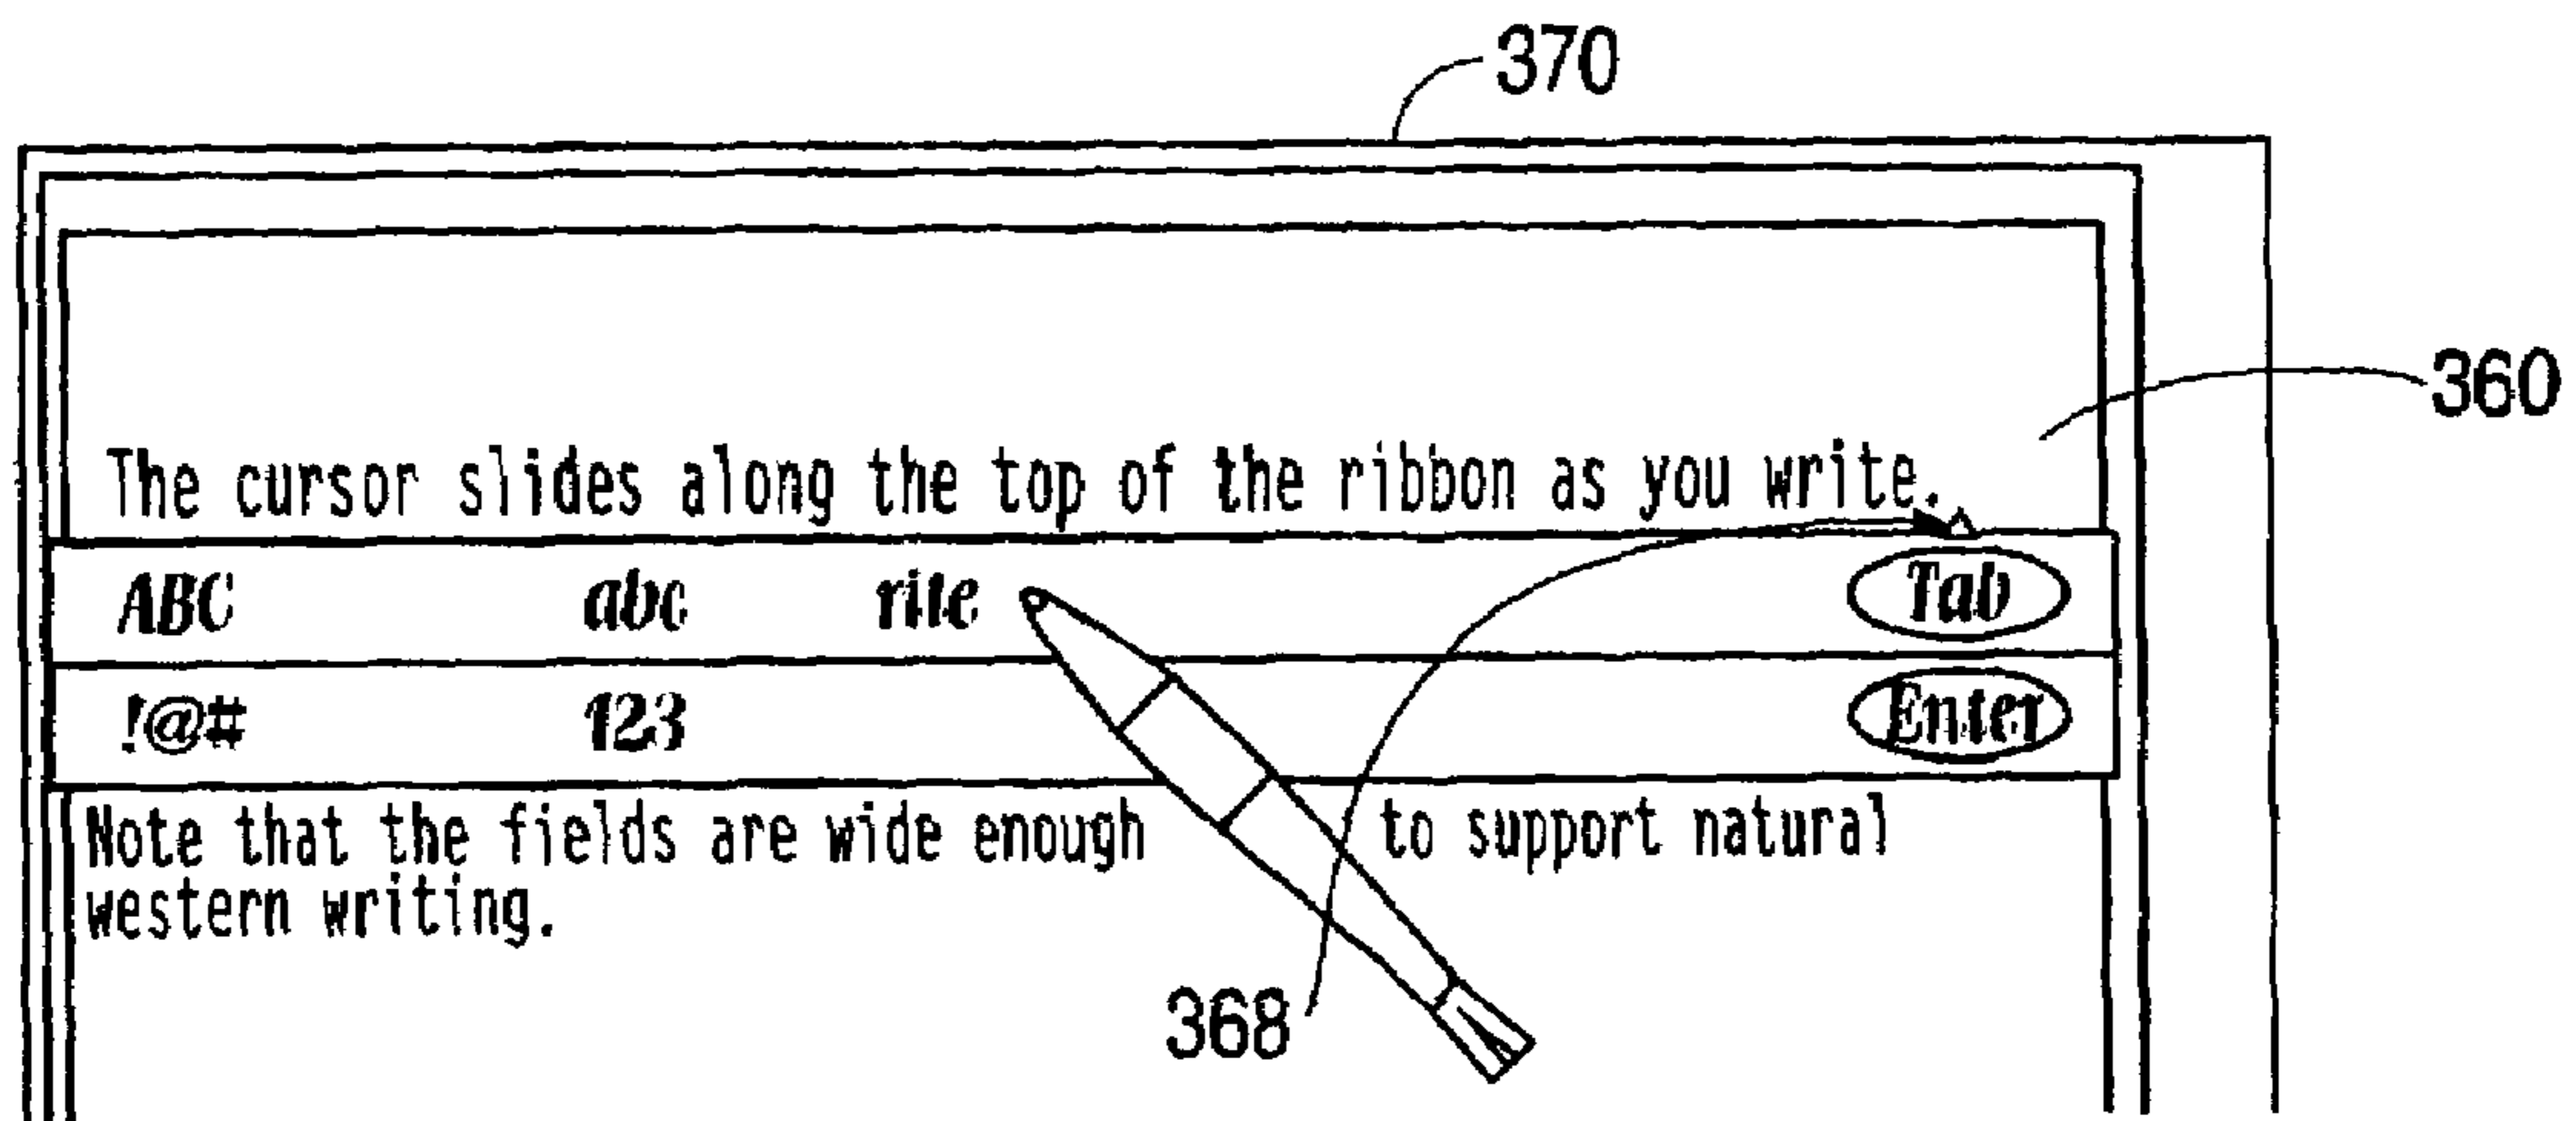 370
360
The cursor slides along the top of the ribbon as you write.
ABC abc rite Tab
!@# 123 Enter
Note that the fields are wide enough to support natural
western writing.
368